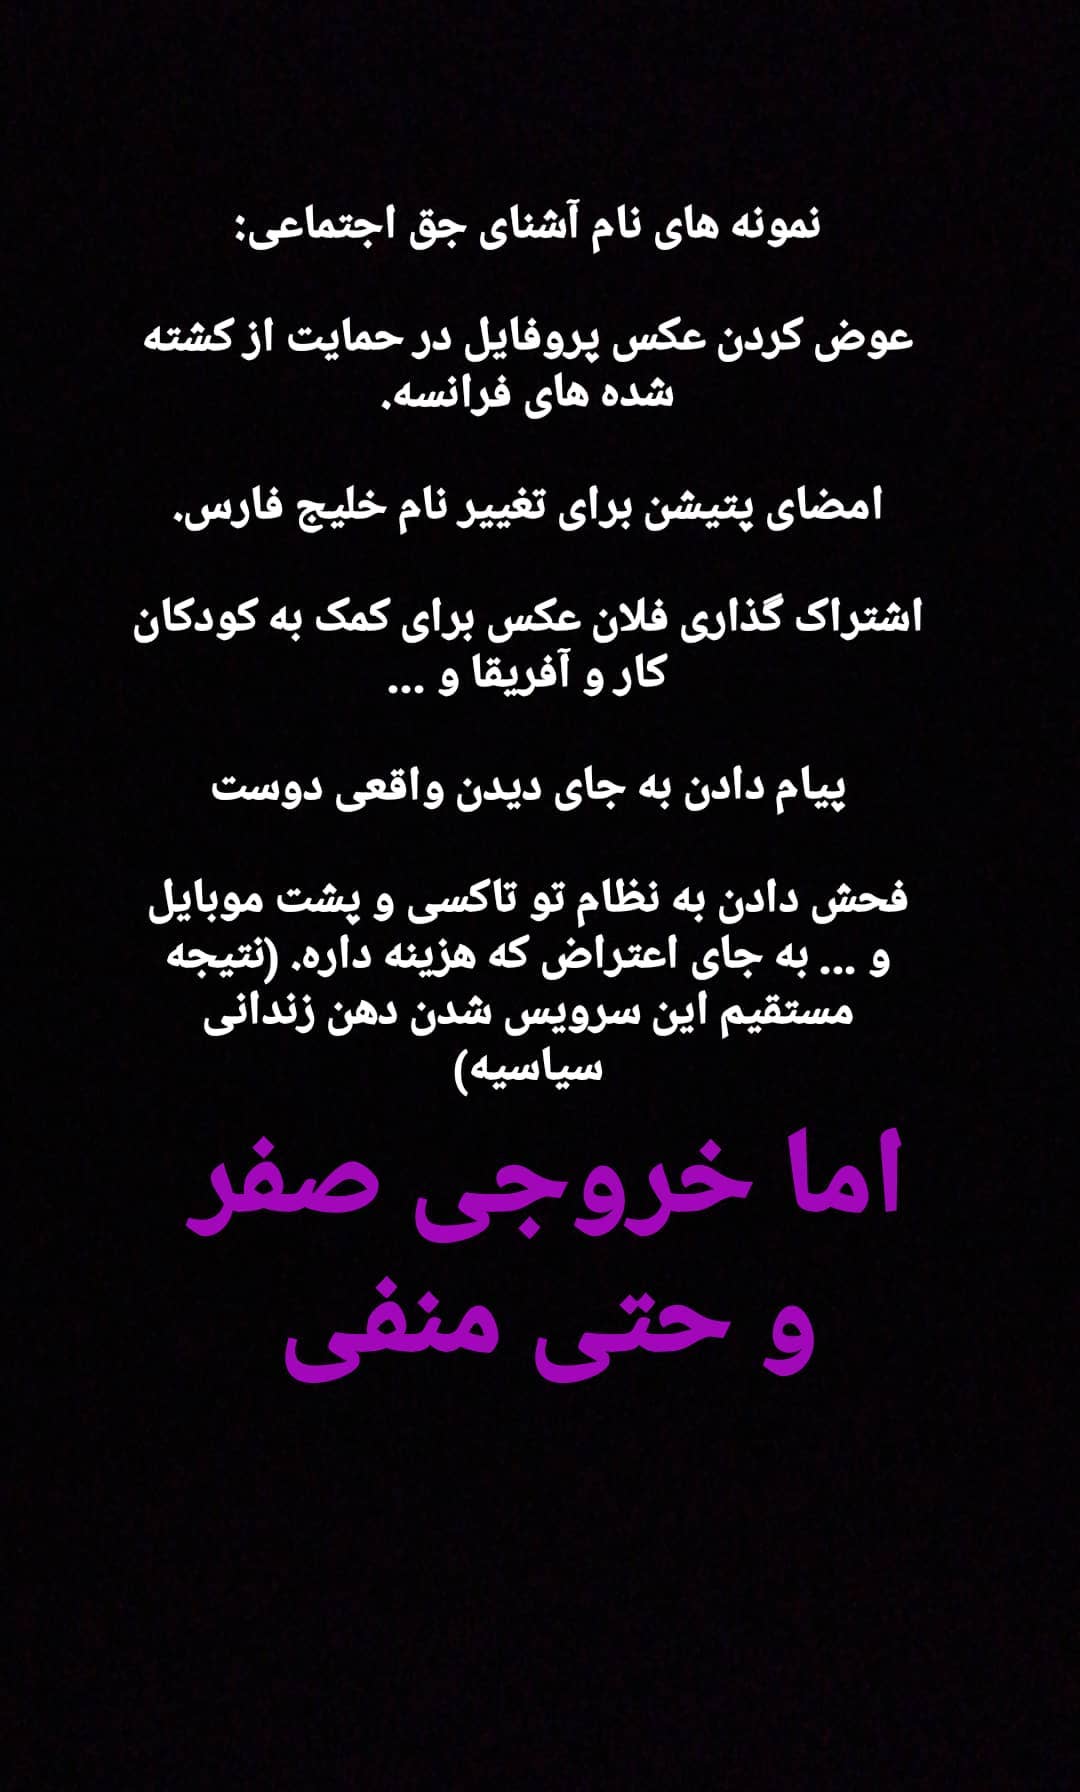 نمونه های نام آشنای جق اجتماعی:
عوض کردن عکس پروفایل در حمایت از کشته
شده های فرانسه.
امضای پتیشن برای تغییر نام خلیج فارس.
اشتراک گذاری فلان عکس برای کمک به کودکان
کار و آفریقا و ...
پیام دادن به جای دیدن واقعی دوست
فحش دادن به نظام تو تاکسی و پشت موبایل
و ... به جای اعتراض که هزینه داره. (نتیجه
مستقیم این سرویس شدن دهن زندانی
سیاسیه)
اما خروجی صفر
و حتی منفی